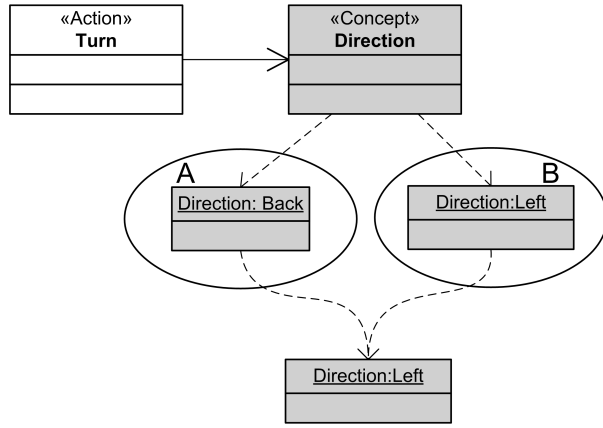 «Action»
Turn
«Concept»
Direction
A
B
Direction: Back
Direction:Left
Direction:Left